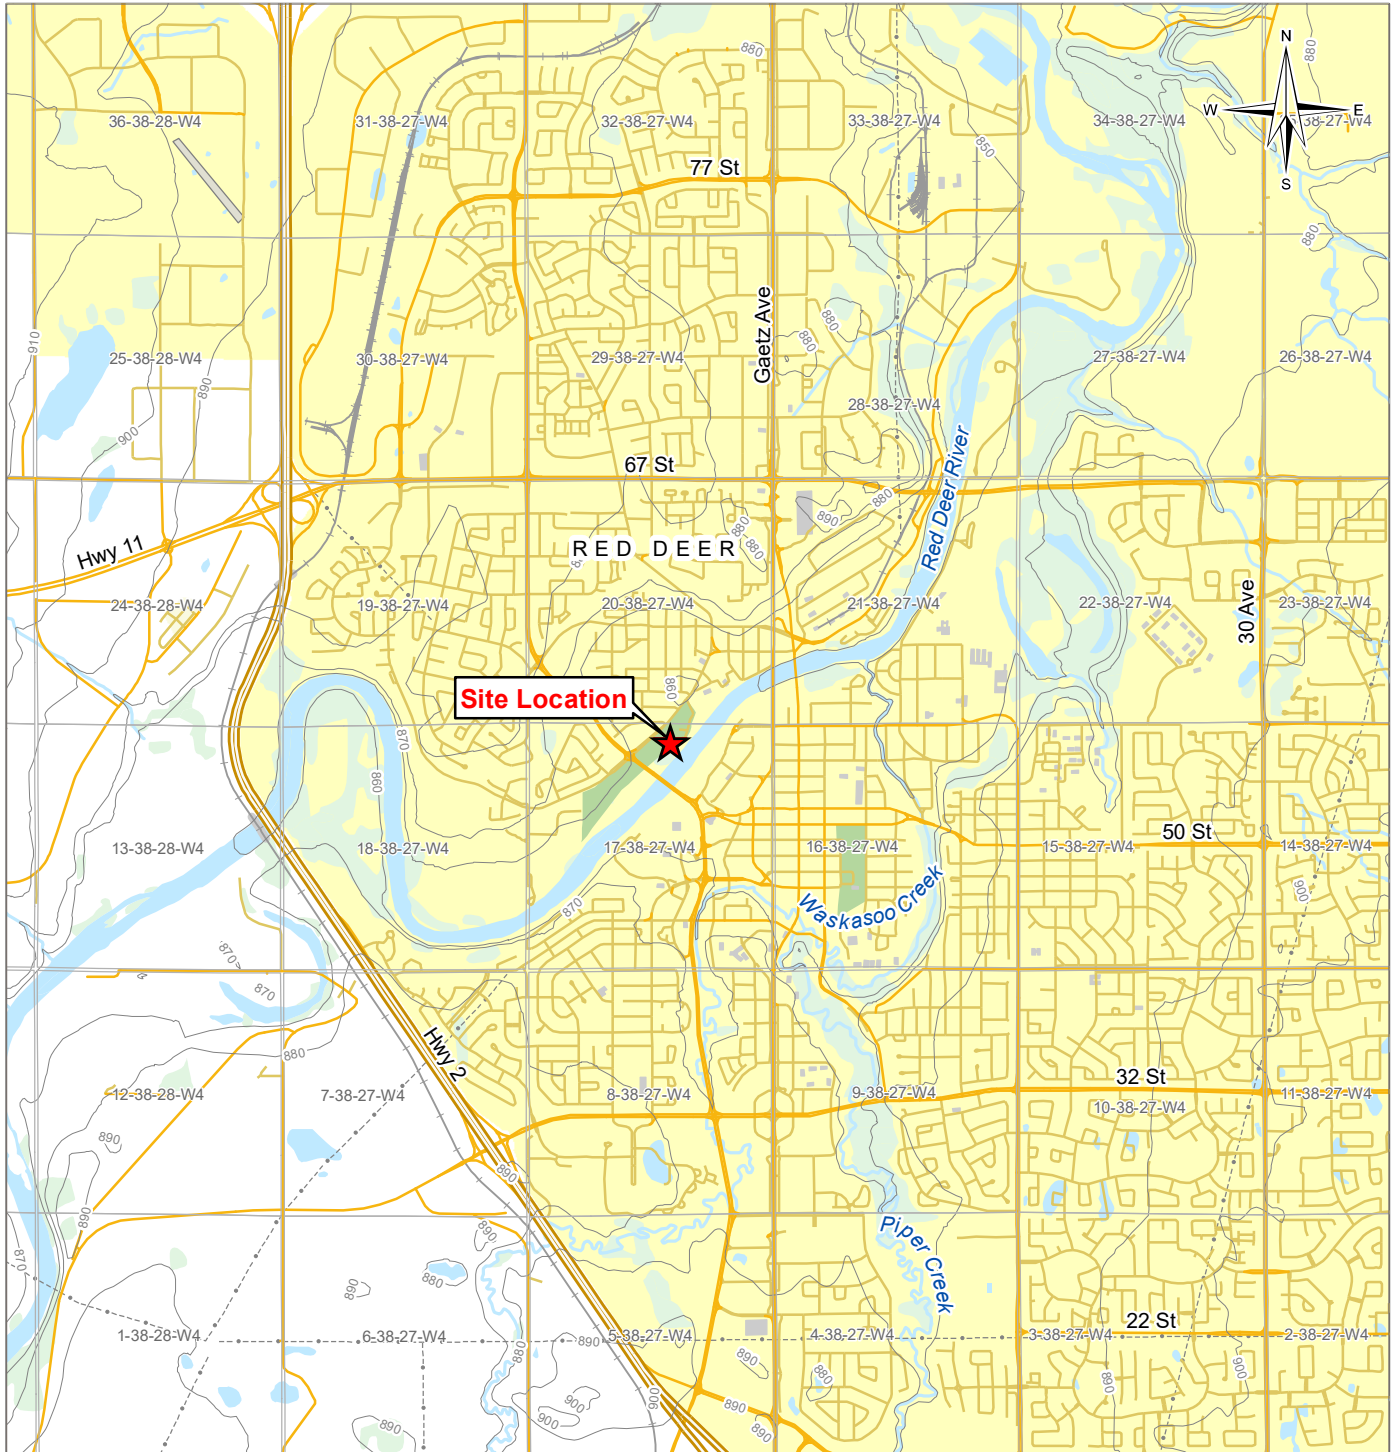 880
N
880
36-38-28-W4
31-38-27-W4
32-38-27-W4
33-38-27-W4
34-38-27-W4
W
E
38-27-W4
850
77 St
S
880
Gaetz Ave
910
880
880
25-38-28-W4
30-38-27-W4
29-38-27-W4
27-38-27-W4
26-38-27-W4
890
28-38-27-W4
900
67 St
Red Deer River
880
890
880
880
Hwy 11
RED DEER
24-38-28-W4
19-38-27-W4
20-38-27-W4
21-38-27-W4
22-38-27-W4
30 Ave
23-38-27-W4
860
Site Location
870
860
50 St
13-38-28-W4
18-38-27-W4
17-38-27-W4
16-38-27-W4
15-38-27-W4
14-38-27-W4
900
870
Waskasoo Creek
870
870
880
Hwy 2
32 St
12-38-28-W4
7-38-27-W4
8-38-27-W4
9-38-27-W4
10-38-27-W4
11-38-27-W4
890
890
890
890
870
880
890
Piper Creek
22 St
1-38-28-W4
6-38-27-W4
890
5-38-27-W4
4-38-27-W4
3-38-27-W4
2-38-27-W4
880
890
880
890
900
900
900
900
890
890
890